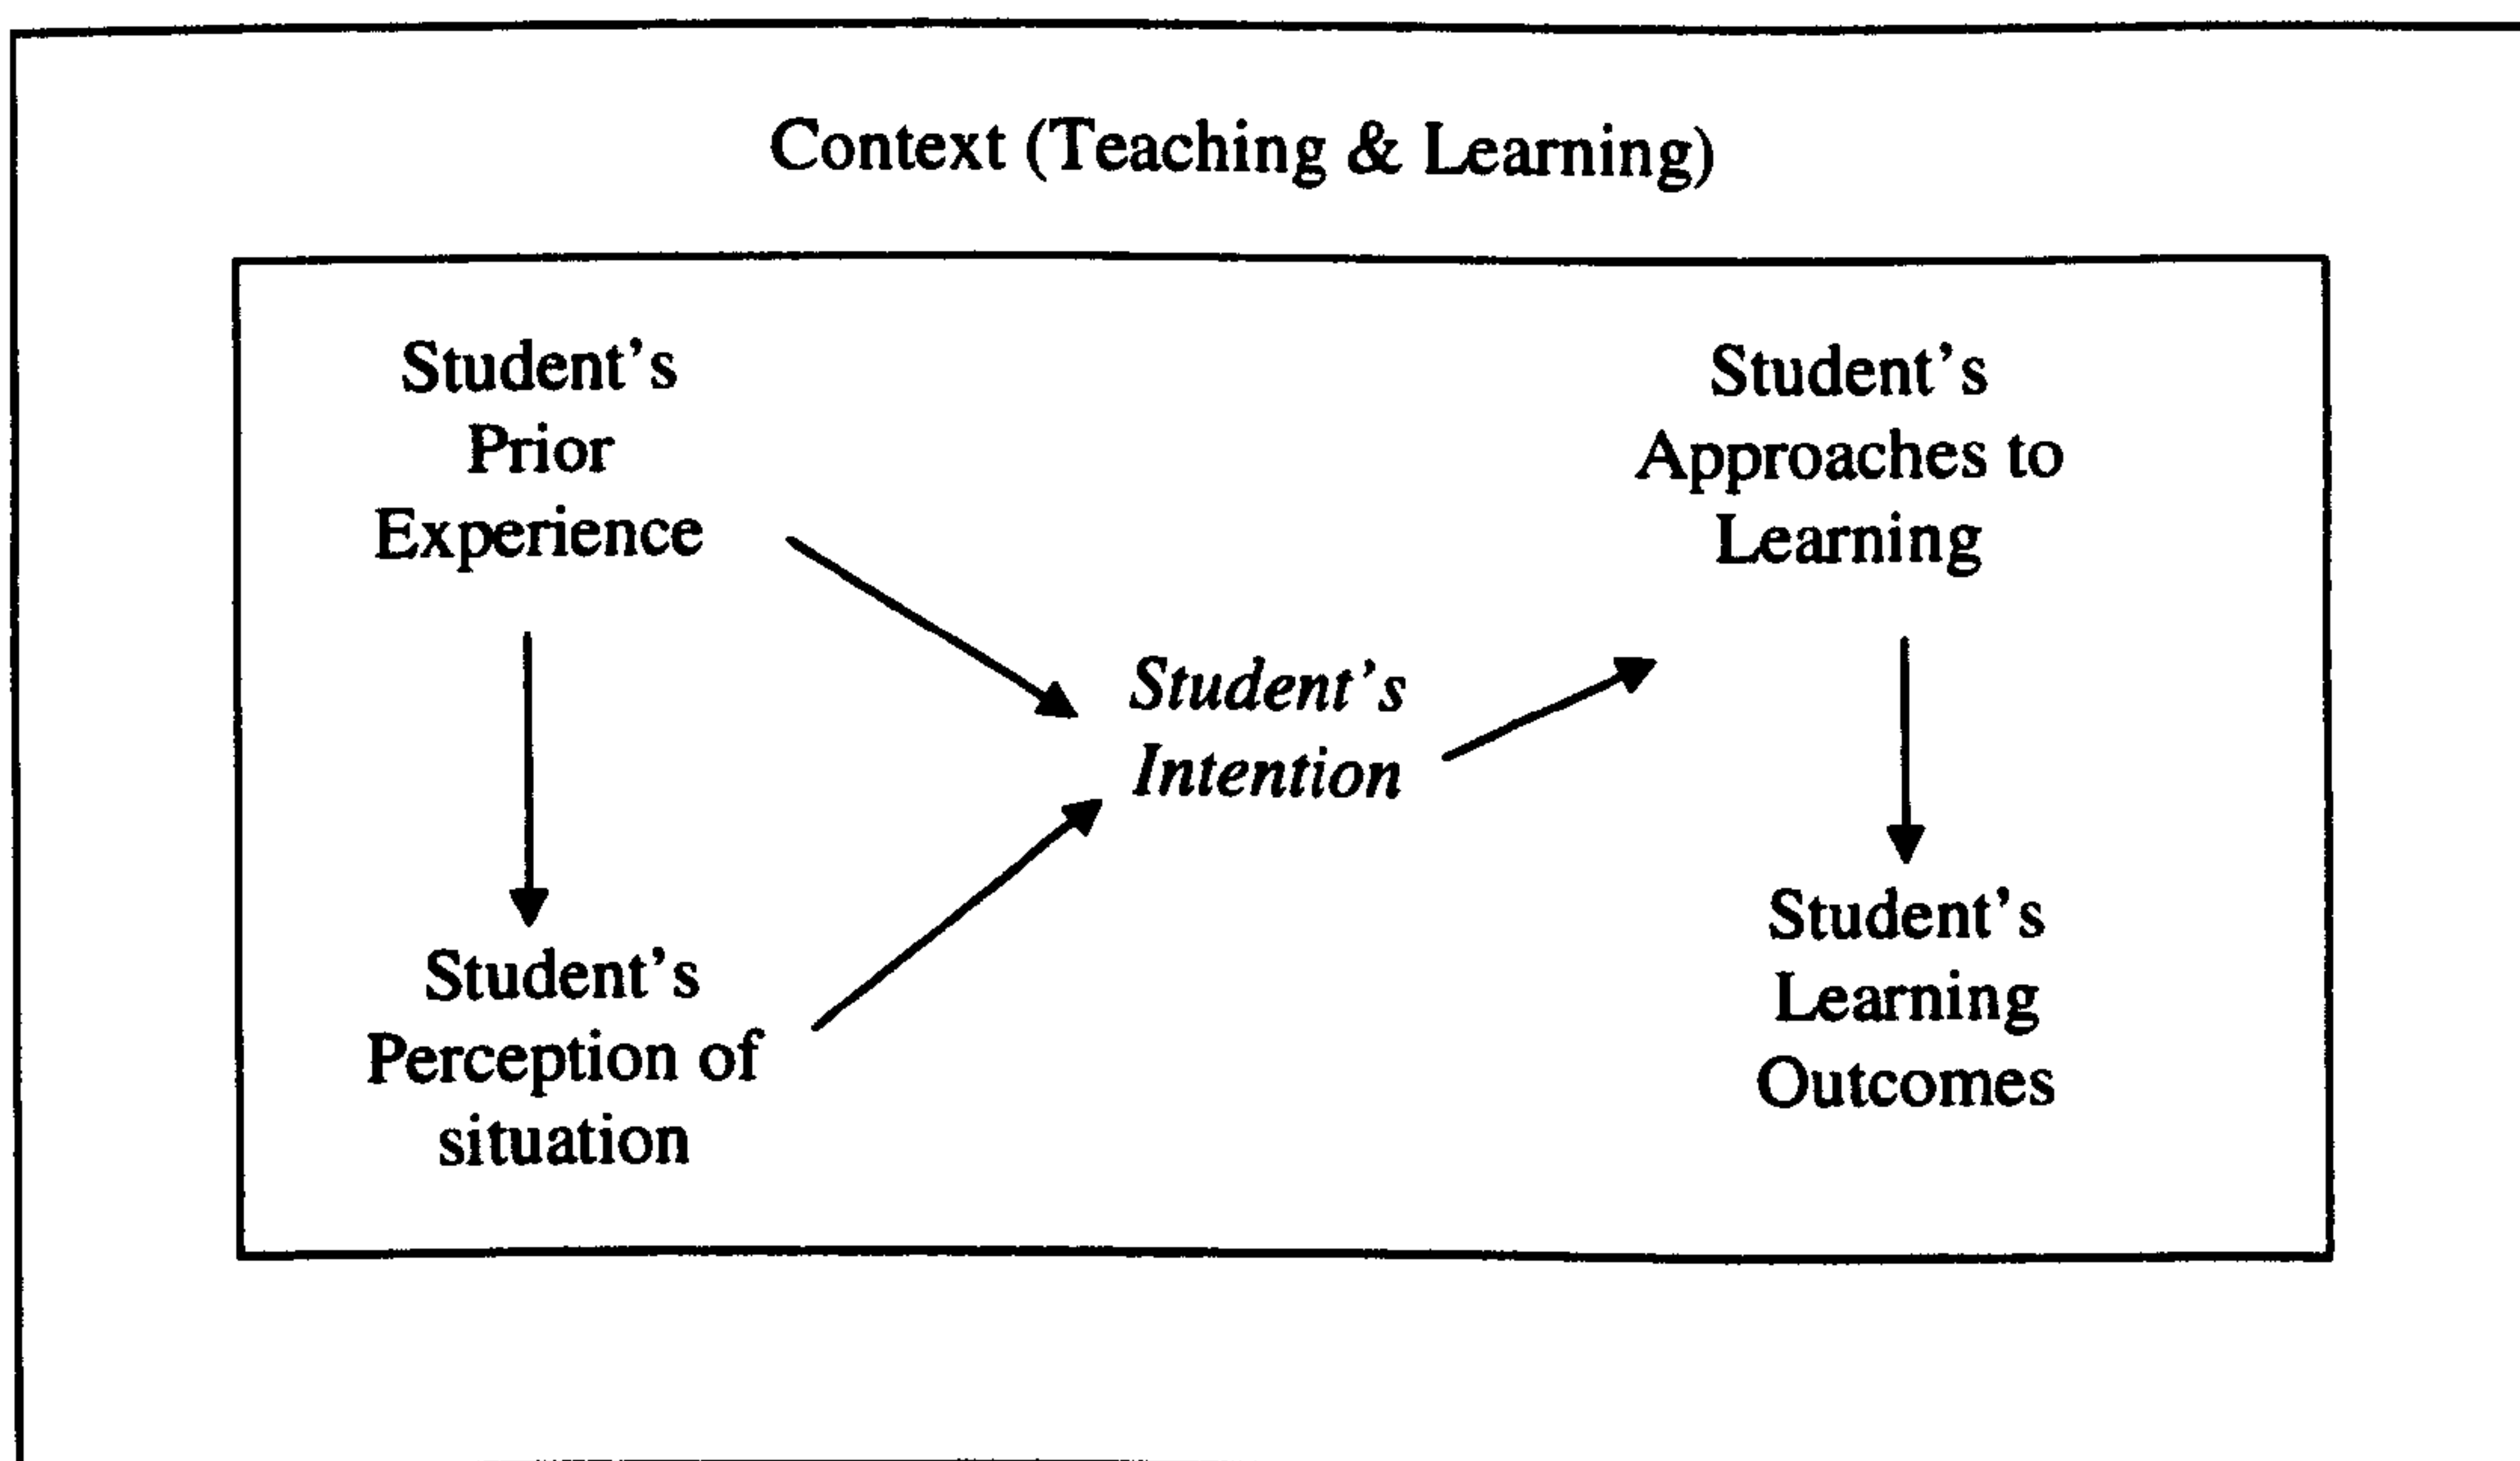 Context (Teaching & Learning)
Student’s
Prior
Experience
Student’s
Approaches to
Learning
Student’s
Intention
Student’s
Perception of
situation
Student’s
Learning
Outcomes